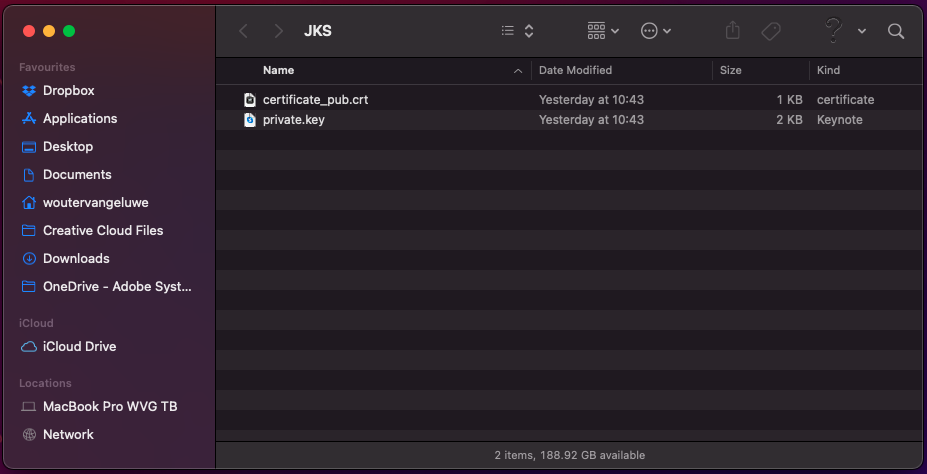 JKS
Favourites
Dropbox
Applications
Desktop
Documents
woutervangeluwe
Creative Cloud Files
Downloads
OneDrive - Adobe Syst...
iCloud
iCloud Drive
Locations
MacBook Pro WVG TB
Network
Name Date Modified Size Kind
certificate_pub.crt Yesterday at 10:43 1 KB certificate
private.key Yesterday at 10:43 2 KB Keynote
2 items, 188.92 GB available